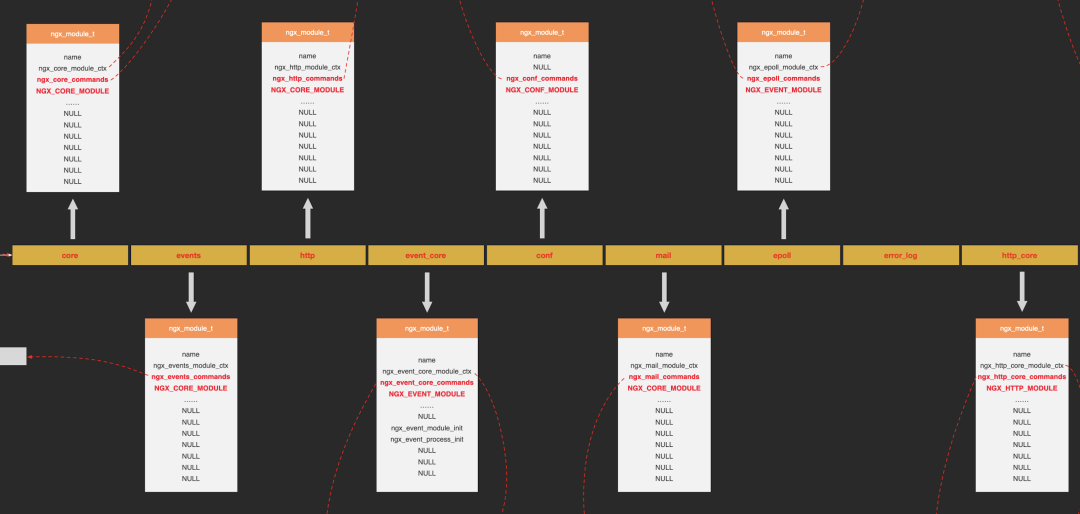 ngx_module_t
name
ngx_core_module_ctx
ngx_core_commands
NGX_CORE_MODULE
......
NULL
NULL
NULL
NULL
NULL
NULL
NULL
ngx_module_t
name
ngx_http_module_ctx
ngx_http_commands
NGX_CORE_MODULE
......
NULL
NULL
NULL
NULL
NULL
NULL
NULL
ngx_module_t
name
NULL
ngx_conf_commands
NGX_CONF_MODULE
......
NULL
NULL
NULL
NULL
NULL
NULL
NULL
ngx_module_t
name
ngx_epoll_module_ctx
ngx_epoll_commands
NGX_EVENT_MODULE
......
NULL
NULL
NULL
NULL
NULL
NULL
NULL
core
events
http
event_core
conf
mail
epoll
error_log
http_core
ngx_module_t
name
ngx_events_module_ctx
ngx_events_commands
NGX_CORE_MODULE
......
NULL
NULL
NULL
NULL
NULL
NULL
NULL
ngx_module_t
name
ngx_event_core_module_ctx
ngx_event_core_commands
NGX_EVENT_MODULE
......
NULL
ngx_event_module_init
ngx_event_process_init
NULL
NULL
NULL
ngx_module_t
name
ngx_mail_module_ctx
ngx_mail_commands
NGX_CORE_MODULE
......
NULL
NULL
NULL
NULL
NULL
NULL
NULL
ngx_module_t
name
ngx_http_core_module_ctx
ngx_http_core_commands
NGX_HTTP_MODULE
......
NULL
NULL
NULL
NULL
NULL
NULL
NULL